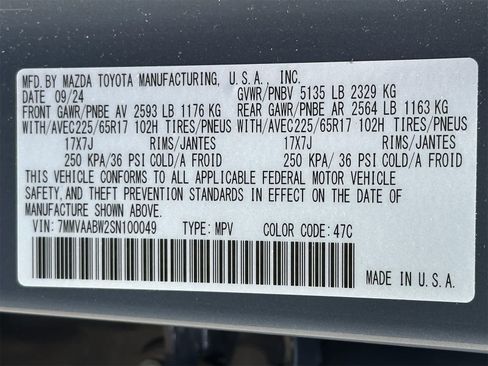 MFD.BY MAZDA TOYOTA MANUFACTURING, U.S.A., INC.
DATE 09/24 GVWR/PNBV 5135 LB 2329 KG
FRONT GAWR/PNBE AV 2593 LB 1176 KG REAR GAWR/PNBE AR 2564 LB 1163 KG
WITH/AVEC225/65R17 102H TIRES/PNEUS WITH/AVEC225/65R17 102H TIRES/PNEUS
17X7J RIMS/JANTES 17X7J RIMS/JANTES
250 KPA/36 PSI COLD/A FROID 250 KPA/ 36 PSI COLD/A FROID
THIS VEHICLE CONFORMS TO ALL APPLICABLE FEDERAL MOTOR VEHICLE
SAFETY, AND THEFT PREVENTION STANDARDS IN EFFECT ON THE DATE OF
MANUFACTURE SHOWN ABOVE.
VIN: 7MMVAABW2SN100049 TYPE: MPV COLOR CODE: 47C
MADE IN U.S.A.